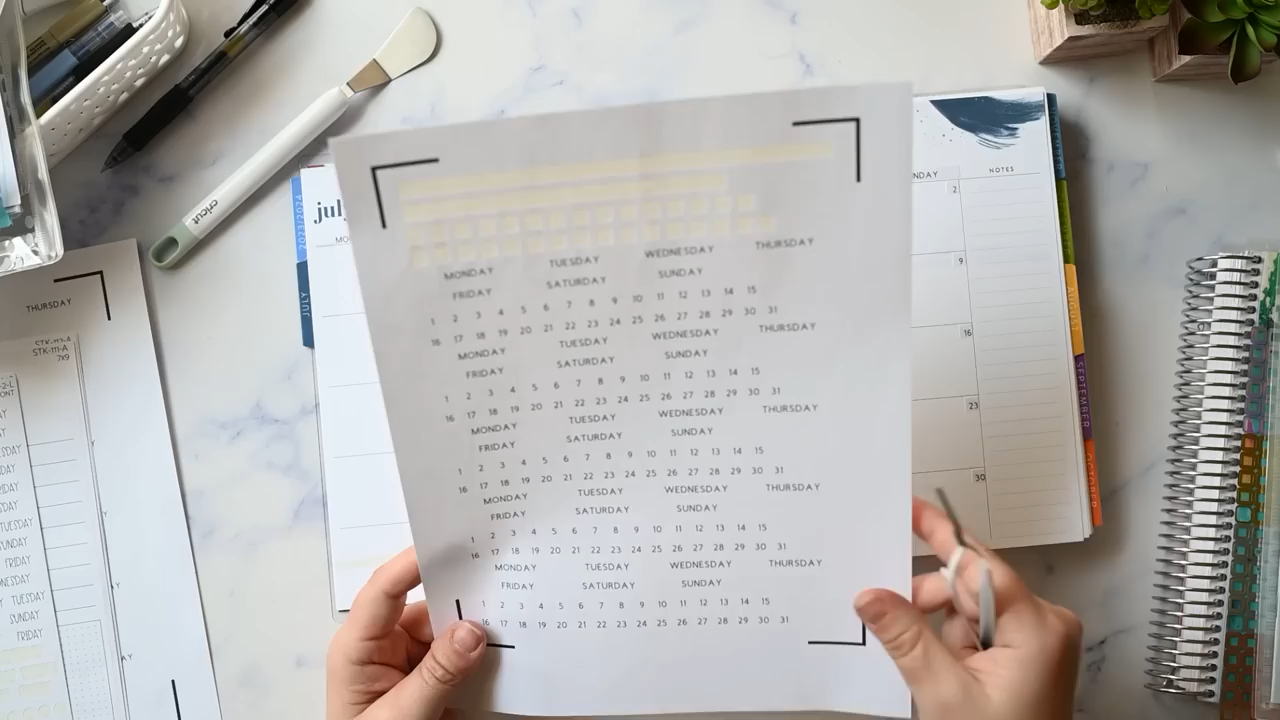 cricut
2023/2024
JULY
NOTES
2
9
16
23
30
AUGUST
SEPTEMBER
OCTOBER
THURSDAY
STK-111-A
7X9
MONDAY TUESDAY WEDNESDAY THURSDAY
FRIDAY SATURDAY SUNDAY
1 2 3 4 5 6 7 8 9 10 11 12 13 14 15
16 17 18 19 20 21 22 23 24 25 26 27 28 29 30 31
MONDAY TUESDAY WEDNESDAY THURSDAY
FRIDAY SATURDAY SUNDAY
1 2 3 4 5 6 7 8 9 10 11 12 13 14 15
16 17 18 19 20 21 22 23 24 25 26 27 28 29 30 31
MONDAY TUESDAY WEDNESDAY THURSDAY
FRIDAY SATURDAY SUNDAY
1 2 3 4 5 6 7 8 9 10 11 12 13 14 15
16 17 18 19 20 21 22 23 24 25 26 27 28 29 30 31
MONDAY TUESDAY WEDNESDAY THURSDAY
FRIDAY SATURDAY SUNDAY
1 2 3 4 5 6 7 8 9 10 11 12 13 14 15
16 17 18 19 20 21 22 23 24 25 26 27 28 29 30 31
MONDAY TUESDAY WEDNESDAY THURSDAY
FRIDAY SATURDAY SUNDAY
1 2 3 4 5 6 7 8 9 10 11 12 13 14 15
16 17 18 19 20 21 22 23 24 25 26 27 28 29 30 31
TUESDAY
SUNDAY
FRIDAY
TUESDAY
SUNDAY
FRIDAY